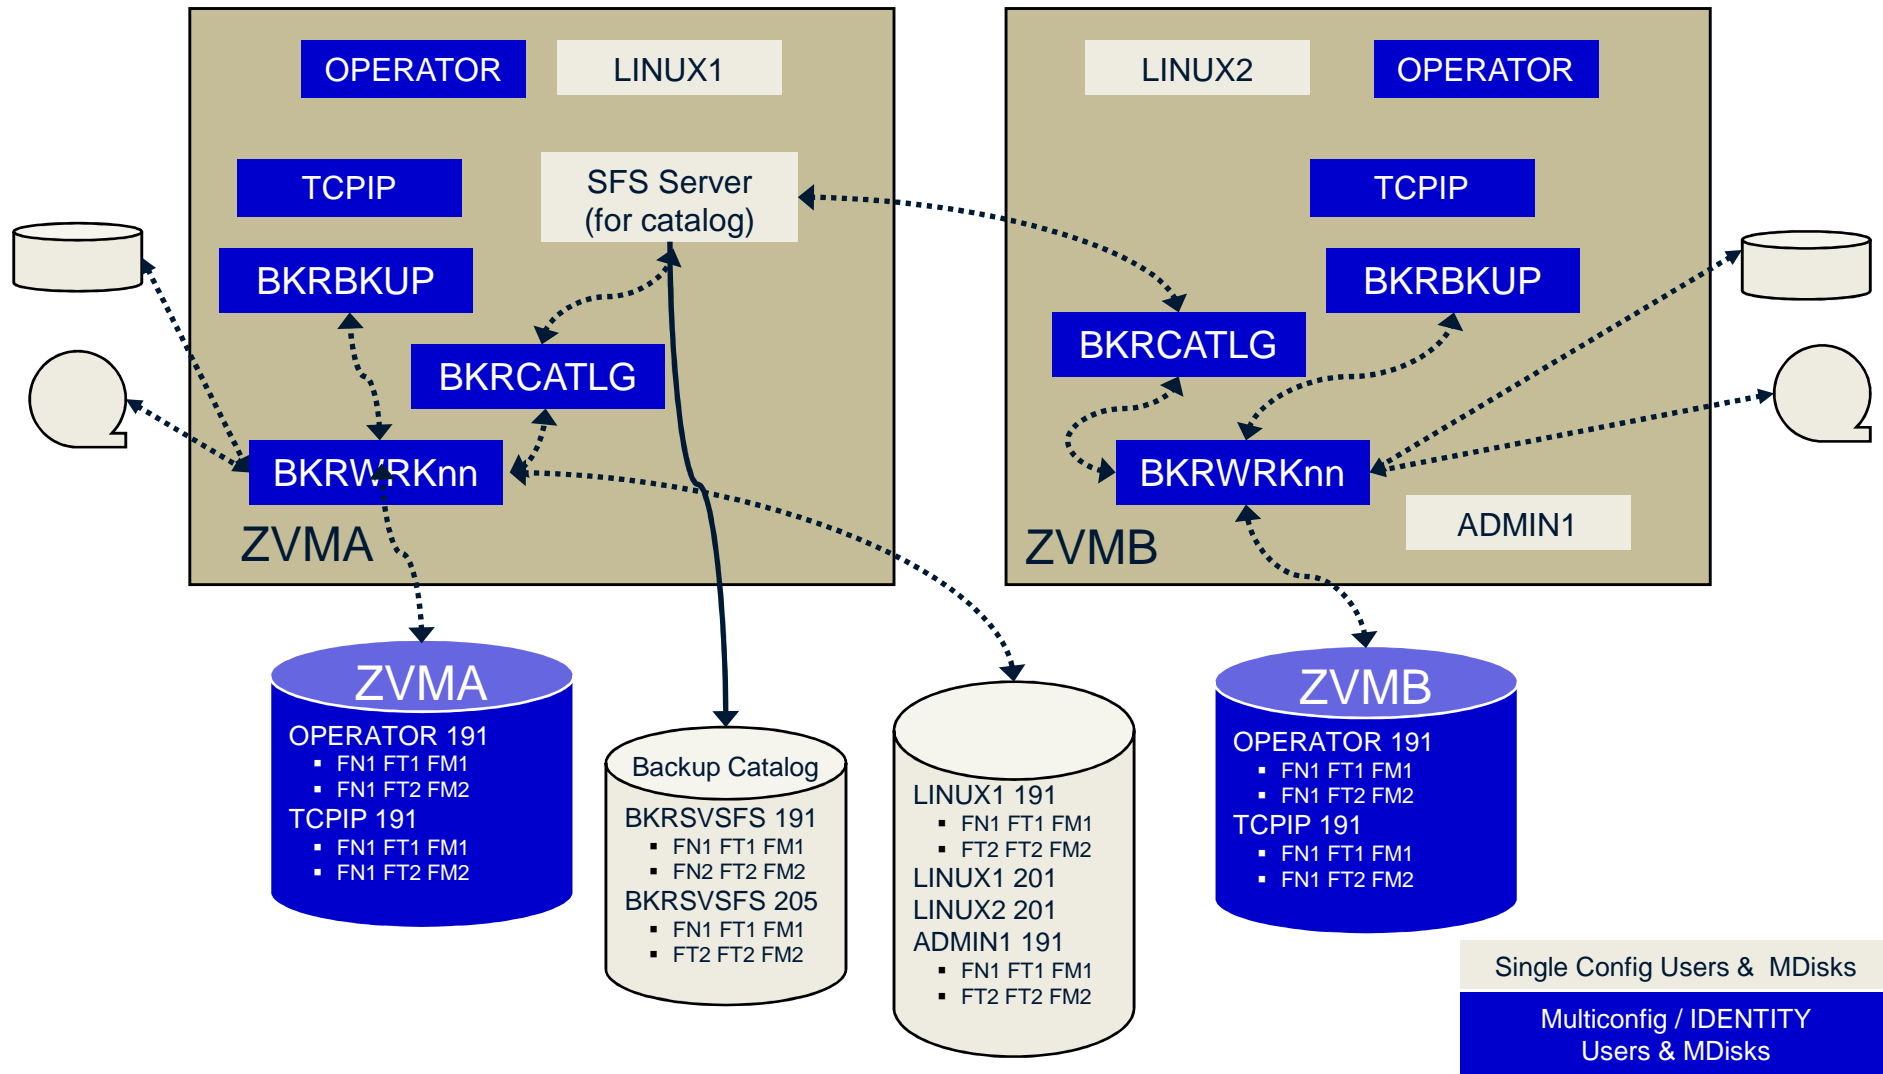 OPERATOR
LINUX1
TCPIP
SFS Server
(for catalog)
BKRBKUP
BKRCATLG
BKRWRKnn
ZVMA
LINUX2
OPERATOR
TCPIP
BKRBKUP
BKRCATLG
BKRWRKnn
ADMIN1
ZVMB
ZVMA
OPERATOR 191
▪ FN1 FT1 FM1
▪ FN1 FT2 FM2
TCPIP 191
▪ FN1 FT1 FM1
▪ FN1 FT2 FM2
Backup Catalog
BKRSVSFS 191
▪ FN1 FT1 FM1
▪ FN2 FT2 FM2
BKRSVSFS 205
▪ FN1 FT1 FM1
▪ FT2 FT2 FM2
LINUX1 191
▪ FN1 FT1 FM1
▪ FT2 FT2 FM2
LINUX1 201
LINUX2 201
ADMIN1 191
▪ FN1 FT1 FM1
▪ FT2 FT2 FM2
ZVMB
OPERATOR 191
▪ FN1 FT1 FM1
▪ FN1 FT2 FM2
TCPIP 191
▪ FN1 FT1 FM1
▪ FN1 FT2 FM2
Single Config Users & MDisks
Multiconfig / IDENTITY
Users & MDisks